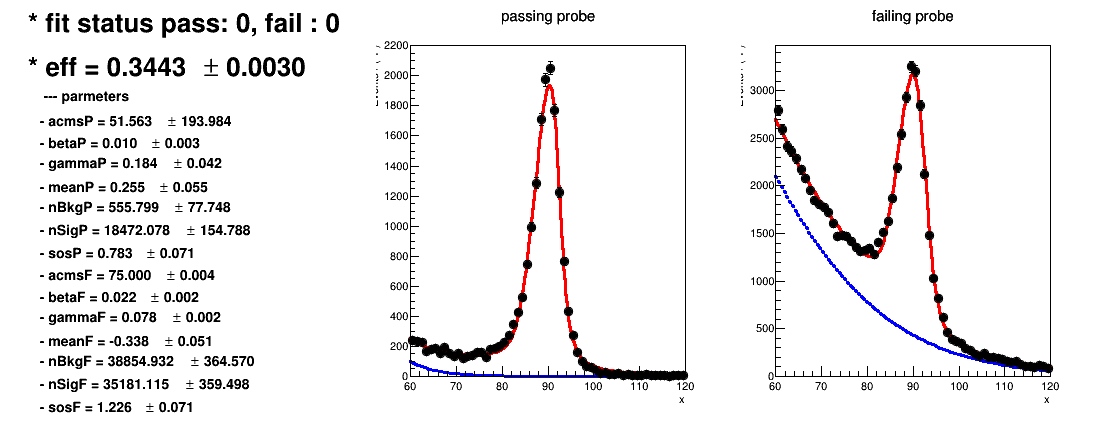 * fit status pass: 0, fail : 0
* eff = 0.3443 ± 0.0030
--- parmeters
- acmsP = 51.563 ± 193.984
- betaP = 0.010 ± 0.003
- gammaP = 0.184 ± 0.042
- meanP = 0.255 ± 0.055
- nBkgP = 555.799 ± 77.748
- nSigP = 18472.078 ± 154.788
- sosP = 0.783 ± 0.071
- acmsF = 75.000 ± 0.004
- betaF = 0.022 ± 0.002
- gammaF = 0.078 ± 0.002
- meanF = -0.338 ± 0.051
- nBkgF = 38854.932 ± 364.570
- nSigF = 35181.115 ± 359.498
- sosF = 1.226 ± 0.071
passing probe
2200
2000
1800
1600
1400
1200
1000
800
600
400
200
0
60 70 80 90 100 110 120
x
failing probe
3000
2500
2000
1500
1000
500
0
60 70 80 90 100 110 120
x